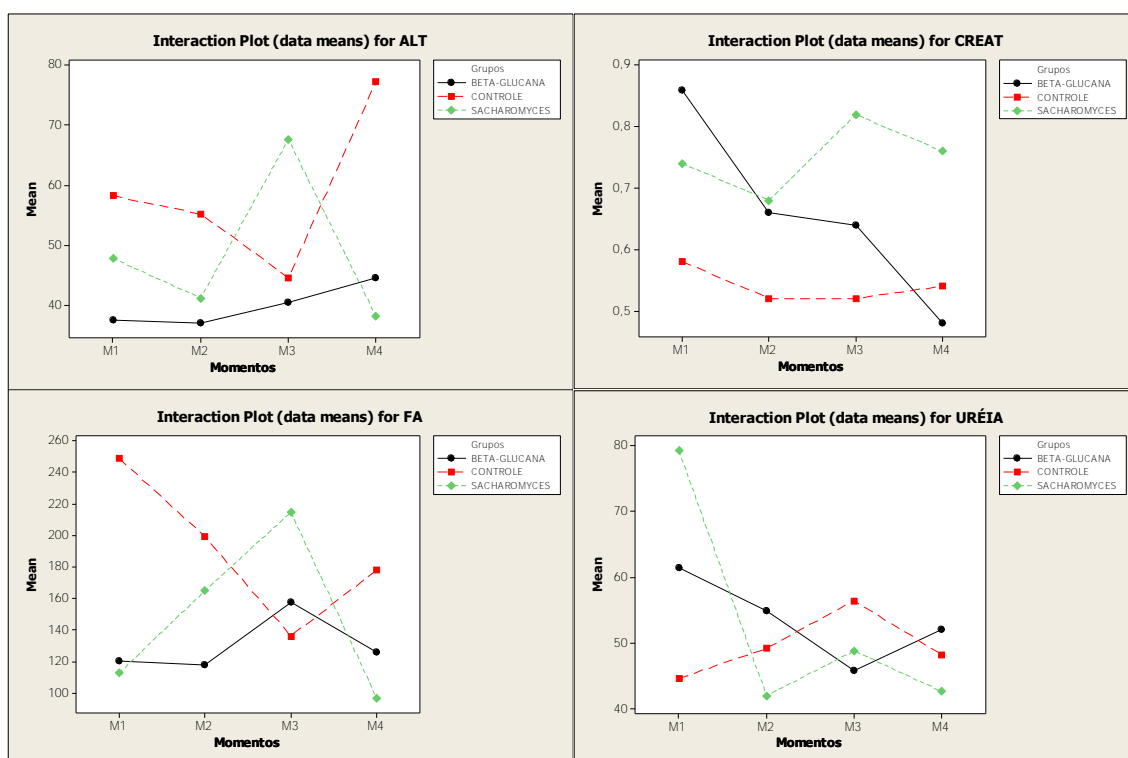 Interaction Plot (data means) for ALT
Mean
80
70
60
50
40
M1 M2 M3 M4
Momentos
Grupos
BETA-GLUCANA
CONTROLE
SACHAROMYCES
Interaction Plot (data means) for CREAT
Mean
0,9
0,8
0,7
0,6
0,5
M1 M2 M3 M4
Momentos
Grupos
BETA-GLUCANA
CONTROLE
SACHAROMYCES
Interaction Plot (data means) for FA
Mean
260
240
220
200
180
160
140
120
100
M1 M2 M3 M4
Momentos
Grupos
BETA-GLUCANA
CONTROLE
SACHAROMYCES
Interaction Plot (data means) for URÉIA
Mean
80
70
60
50
40
M1 M2 M3 M4
Momentos
Grupos
BETA-GLUCANA
CONTROLE
SACHAROMYCES